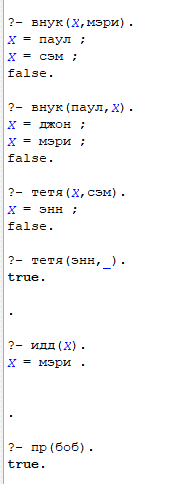 ?- внук(X,мэри).
X = паул ;
X = сэм ;
false.
?- внук(паул,X).
X = джон ;
X = мэри ;
false.
?- тетя(X,сэм).
X = энн ;
false.
?- тетя(энн,_).
true.
.
?- идд(X).
X = мэри .
.
?- пр(боб).
true.